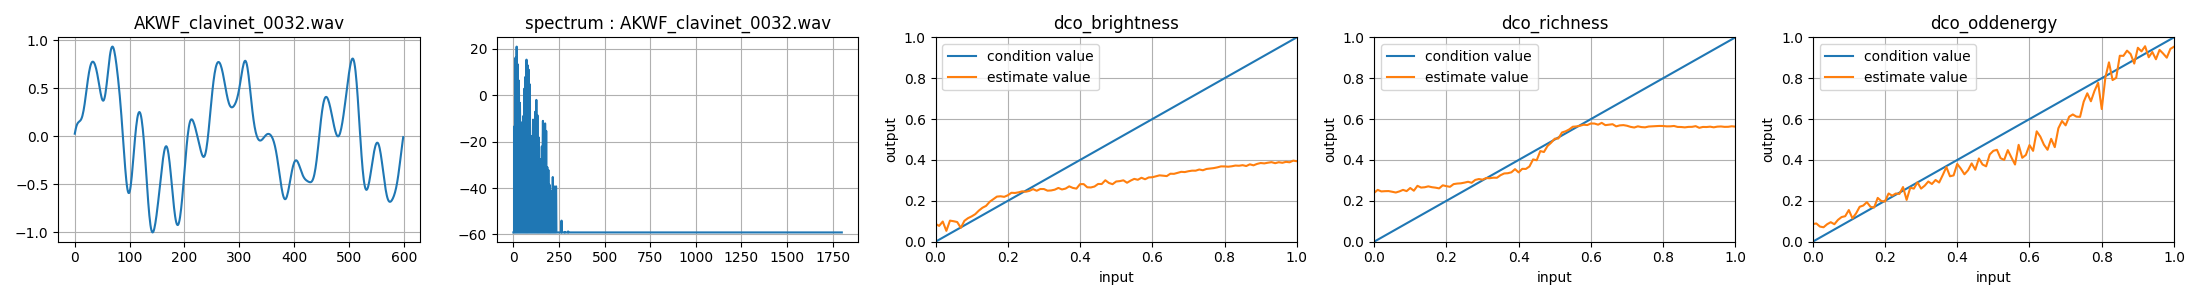 AKWF_clavinet_0032.wav
1.0
0.5
0.0
−0.5
−1.0
0 100 200 300 400 500 600
spectrum : AKWF_clavinet_0032.wav
20
0
−20
−40
−60
0 250 500 750 1000 1250 1500 1750
dco_brightness
condition value
estimate value
output
1.0
0.8
0.6
0.4
0.2
0.0
0.0 0.2 0.4 0.6 0.8 1.0
input
dco_richness
condition value
estimate value
output
1.0
0.8
0.6
0.4
0.2
0.0
0.0 0.2 0.4 0.6 0.8 1.0
input
dco_oddenergy
condition value
estimate value
output
1.0
0.8
0.6
0.4
0.2
0.0
0.0 0.2 0.4 0.6 0.8 1.0
input